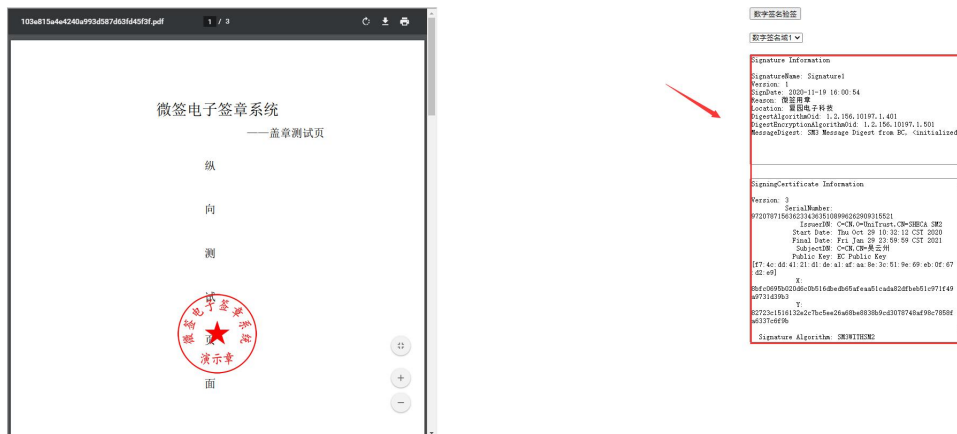 103e815a4e4240a993d587d63fd45f3f.pdf
1 / 3
微签电子签章系统
——盖章测试页
纵
向
测
试
页
面
微签电子签章系统
演示章
数字签名验签
数字签名域1
Signature Information
SignatureName: Signature1
Version: 1
SignDate: 2020-11-19 16:00:54
Reason: 微签用章
Location: 夏园电子科技
DigestAlgorithmOid: 1.2.156.10197.1.401
DigestEncryptionAlgorithmOid: 1.2.156.10197.1.501
MessageDigest: SM3 Message Digest from BC, <initialized
SigningCertificate Information
Version: 3
SerialNumber:
97207871563623343635108996262909315521
IssuerDN: C=CN,O=UniTrust,CN=SHECA SM2
Start Date: Thu Oct 29 10:32:12 CST 2020
Final Date: Fri Jan 29 23:59:59 CST 2021
SubjectDN: C=CN,CN=吴云州
Public Key: EC Public Key
[f7:4c:dd:41:21:d1:de:a1:af:aa:8e:3c:51:9e:69:eb:0f:67
:d2:e9]
X:
8bfc0695b020d6c0b516dbedb65afeaa51cada82dfbeb51c971f49
a9731d39b3
Y:
82723c1516132e2c7bc5ee26a68be8838b9cd3078748af98c7858f
a6337c6f9b
Signature Algorithm: SM3WITHSM2